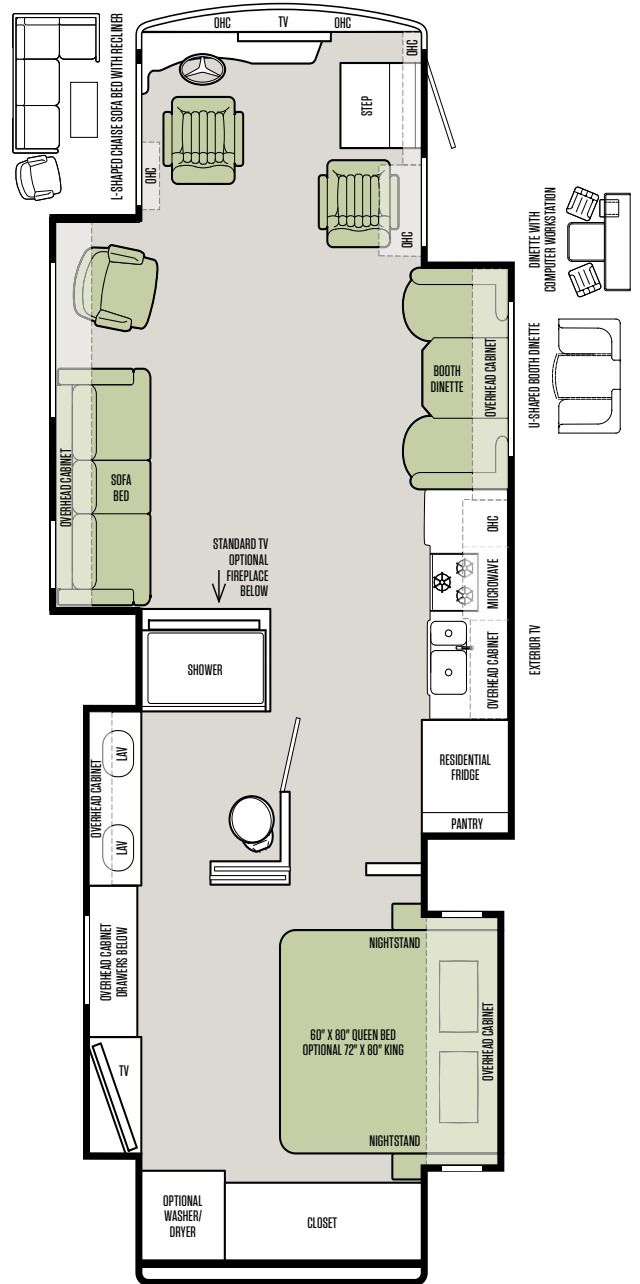 OHC
TV
OHC
OHC
STEP
L-SHAPED CHAISE SOFA BED WITH RECLINER
OHC
OHC
DINETTE WITH
COMPUTER WORKSTATION
U-SHAPED BOOTH DINETTE
BOOTH
DINETTE
OVERHEAD CABINET
OVERHEAD CABINET
SOFA
BED
OHC
STANDARD TV
OPTIONAL
FIREPLACE
BELOW
MICROWAVE
EXTERIOR TV
SHOWER
OVERHEAD CABINET
OVERHEAD CABINET
LAV
LAV
RESIDENTIAL
FRIDGE
PANTRY
OVERHEAD CABINET
DRAWERS BELOW
NIGHTSTAND
60" X 80" QUEEN BED
OPTIONAL 72" X 80" KING
OVERHEAD CABINET
TV
NIGHTSTAND
OPTIONAL
WASHER/
DRYER
CLOSET